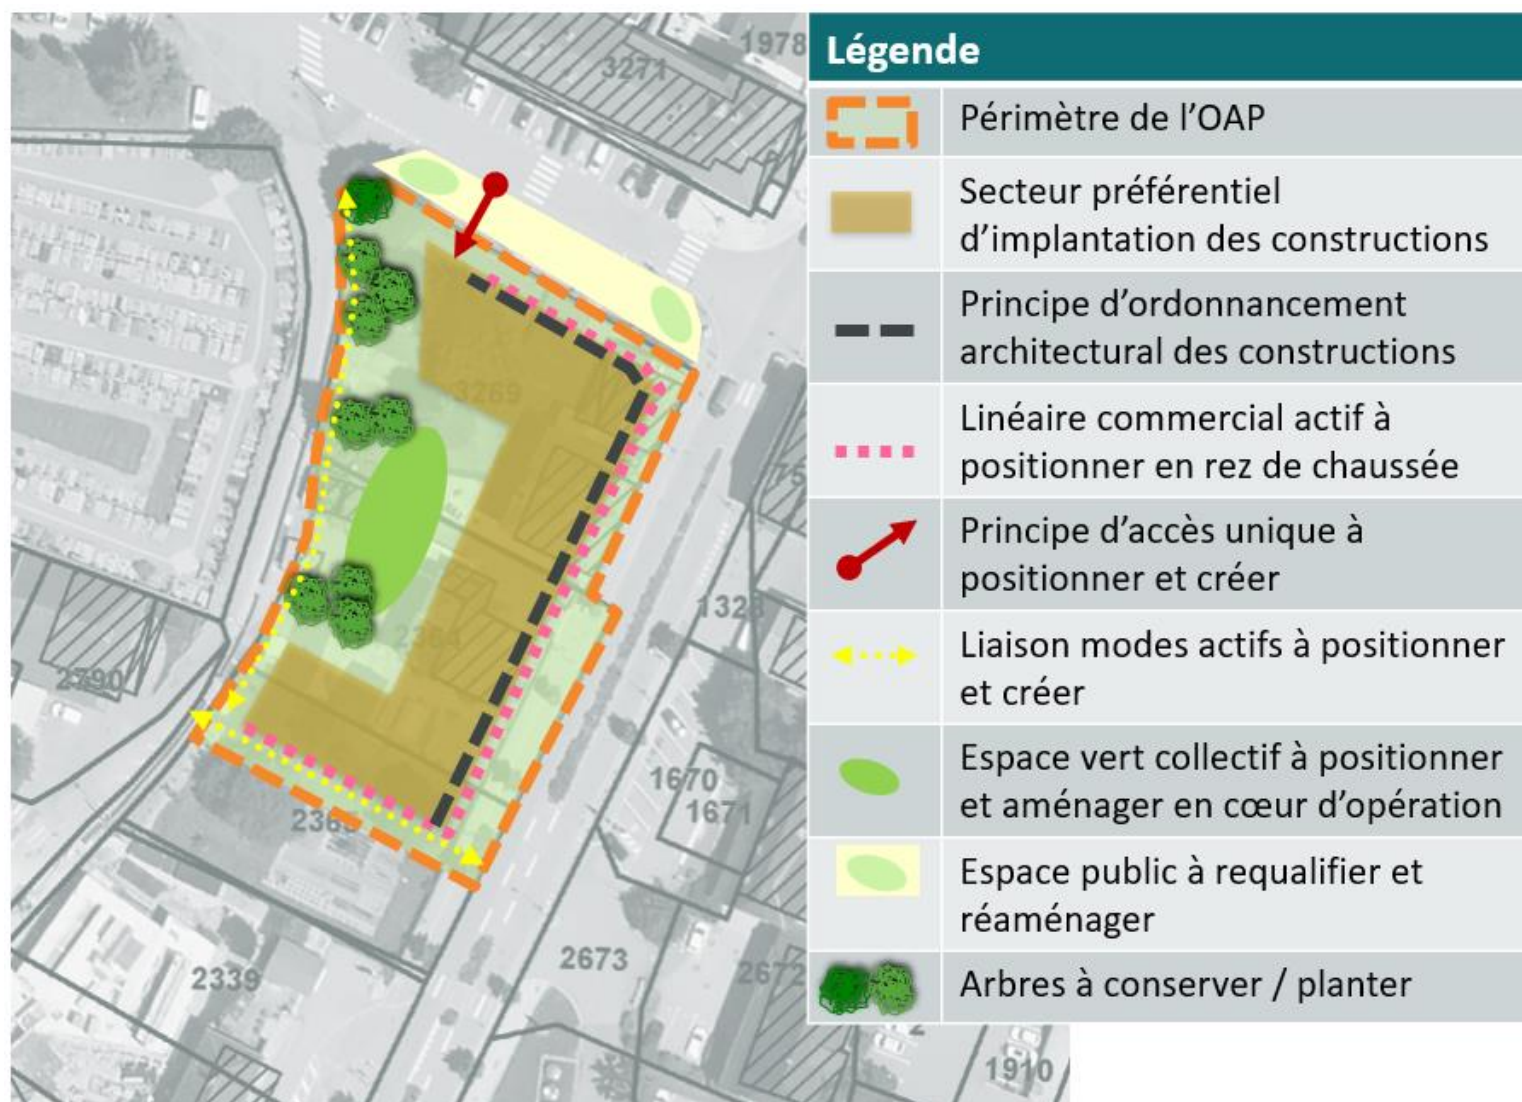 Légende
Périmètre de l'OAP
Secteur préférentiel
d'implantation des constructions
Principe d'ordonnancement
architectural des constructions
Linéaire commercial actif à
positionner en rez de chaussée
Principe d'accès unique à
positionner et créer
Liaison modes actifs à positionner
et créer
Espace vert collectif à positionner
et aménager en cœur d'opération
Espace public à requalifier et
réaménager
Arbres à conserver / planter
1978
3271
3269
2364
2790
1670
1671
2339
2673
2672
1910